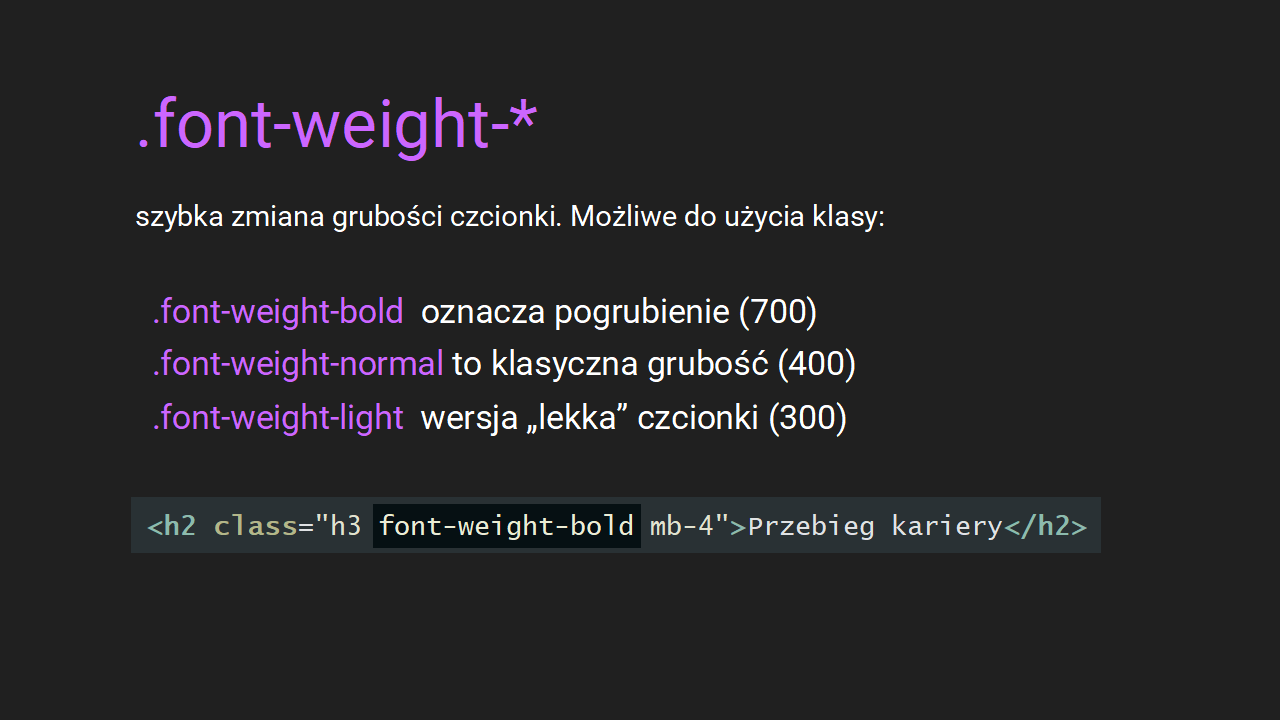 .font-weight-*
szybka zmiana grubości czcionki. Możliwe do użycia klasy:
.font-weight-bold oznacza pogrubienie (700)
.font-weight-normal to klasyczna grubość (400)
.font-weight-light wersja „lekka” czcionki (300)
<h2 class="h3 font-weight-bold mb-4">Przebieg kariery</h2>